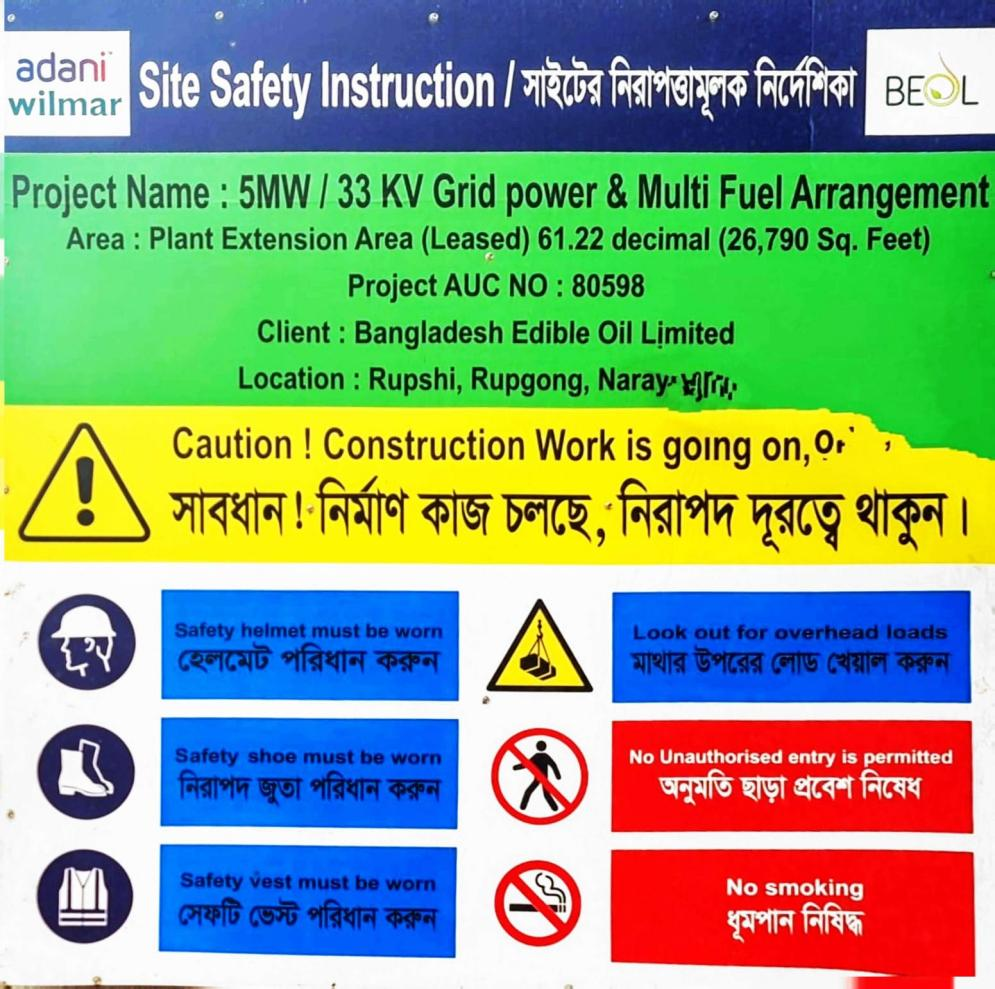 adani
wilmar
Site Safety Instruction / সাইটের নিরাপত্তামূলক নির্দেশিকা
BEOL
Project Name : 5MW / 33 KV Grid power & Multi Fuel Arrangement
Area : Plant Extension Area (Leased) 61.22 decimal (26,790 Sq. Feet)
Project AUC NO : 80598
Client : Bangladesh Edible Oil Limited
Location : Rupshi, Rupgong,
Caution ! Construction Work is going on,
সাবধান! নির্মাণ কাজ চলছে, নিরাপদ দূরত্বে থাকুন।
Safety helmet must be worn
হেলমেট পরিধান করুন
Look out for overhead loads
মাথার উপরের লোড খেয়াল করুন
Safety shoe must be worn
নিরাপদ জুতা পরিধান করুন
No Unauthorised entry is permitted
অনুমতি ছাড়া প্রবেশ নিষেধ
Safety vest must be worn
সেফটি ভেস্ট পরিধান করুন
No smoking
ধূমপান নিষিদ্ধ